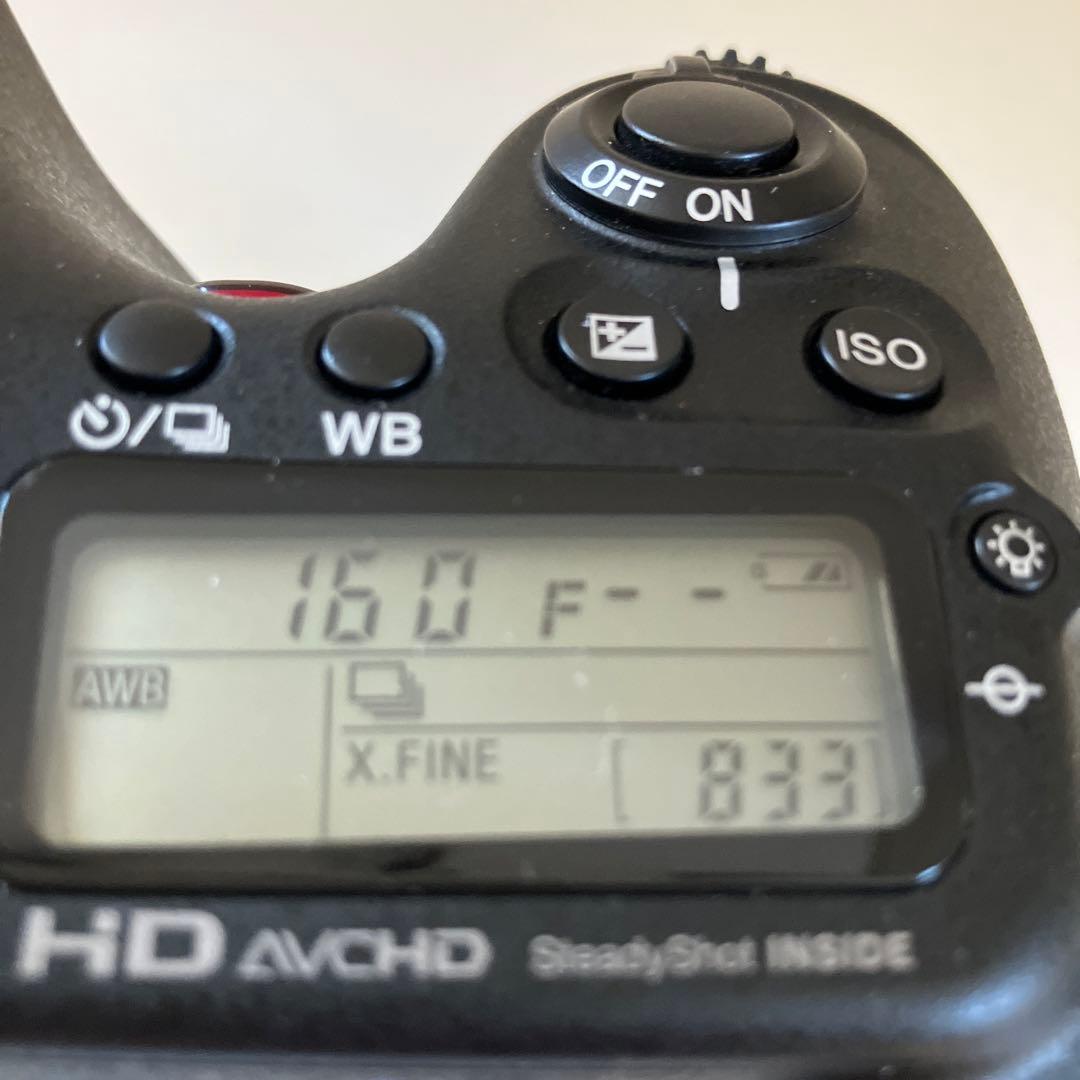 OFF ON
ISO
WB
160 F--
AWB
X.FINE [ 833]
HD AVCHD SteadyShot INSIDE